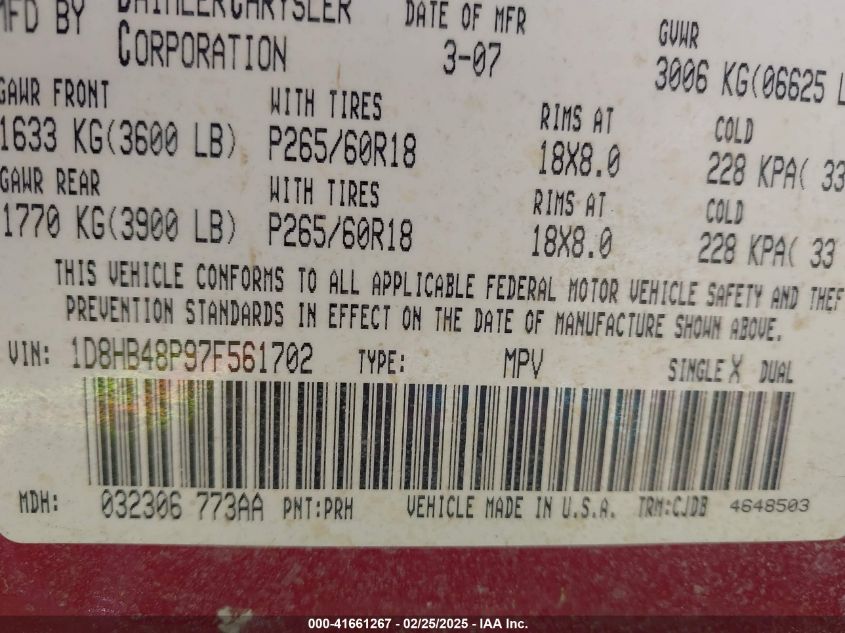 MFD BY DAIMLERCHRYSLER CORPORATION DATE OF MFR 3-07 GVWR 3006 KG(06625 L
GAWR FRONT WITH TIRES RIMS AT COLD
1633 KG(3600 LB) P265/60R18 18X8.0 228 KPA( 33
GAWR REAR WITH TIRES RIMS AT COLD
1770 KG(3900 LB) P265/60R18 18X8.0 228 KPA( 33
THIS VEHICLE CONFORMS TO ALL APPLICABLE FEDERAL MOTOR VEHICLE SAFETY AND THEF
PREVENTION STANDARDS IN EFFECT ON THE DATE OF MANUFACTURE SHOWN ABOVE.
VIN: 1D8HB48P97F561702 TYPE: MPV SINGLE X DUAL
MDH: 032306 773AA PNT:PRH VEHICLE MADE IN U.S.A. TRM:CJDB 4648503
000-41661267 - 02/25/2025 - IAA Inc.